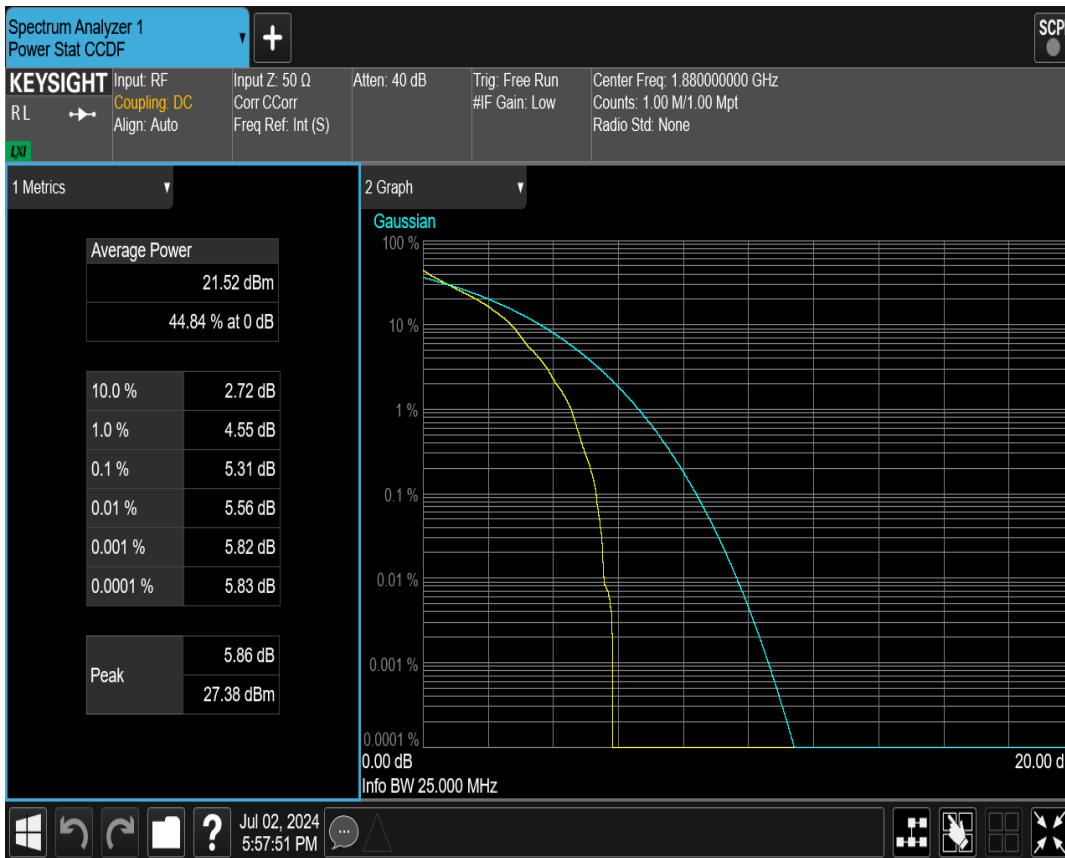 Spectrum Analyzer 1
Power Stat CCDF
+
SCP
KEYSIGHT
RL
LXI
Input: RF
Coupling: DC
Align: Auto
Input Z: 50 Ω
Corr CCorr
Freq Ref: Int (S)
Atten: 40 dB
Trig: Free Run
#IF Gain: Low
Center Freq: 1.880000000 GHz
Counts: 1.00 M/1.00 Mpt
Radio Std: None
1 Metrics
Average Power
21.52 dBm
44.84 % at 0 dB
10.0 % 2.72 dB
1.0 % 4.55 dB
0.1 % 5.31 dB
0.01 % 5.56 dB
0.001 % 5.82 dB
0.0001 % 5.83 dB
Peak
5.86 dB
27.38 dBm
2 Graph
Gaussian
100 %
10 %
1 %
0.1 %
0.01 %
0.001 %
0.0001 %
0.00 dB 20.00 d
Info BW 25.000 MHz
?
Jul 02, 2024
5:57:51 PM